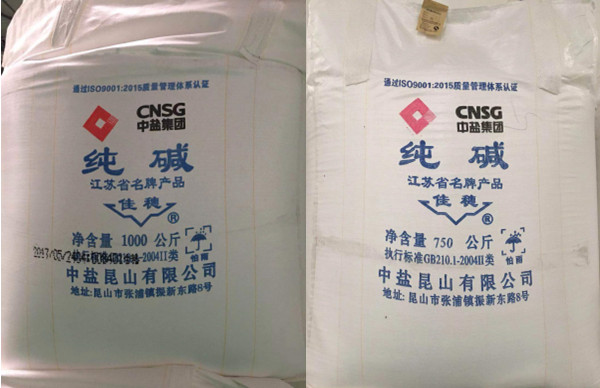 通过ISO9001:2015质量管理体系认证
CNSG
中盐集团
纯碱
江苏省名牌产品
佳穗
®
净含量 1000 公斤
怕雨
2004II类
中盐昆山有限公司
地址:昆山市张浦镇振新东路8号
通过ISO9001:2015质量管理体系认证
CNSG
中盐集团
纯碱
江苏省名牌产品
佳穗
®
净含量 750 公斤
怕雨
执行标准GB210.1-2004II类
中盐昆山有限公司
地址:昆山市张浦镇振新东路8号